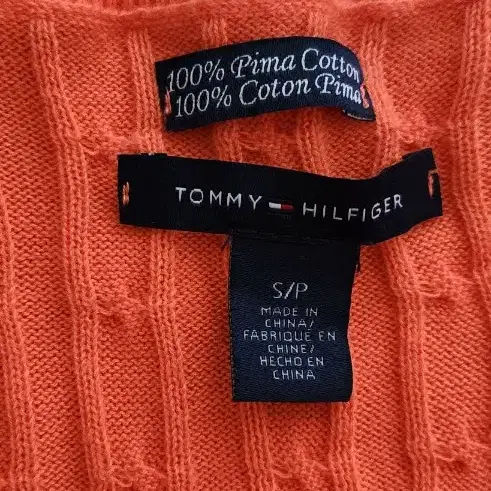 100% Pima Cotton
100% Coton Pima
TOMMY HILFIGER
S/P
MADE IN
CHINA/
FABRIQUE EN
CHINE/
HECHO EN
CHINA